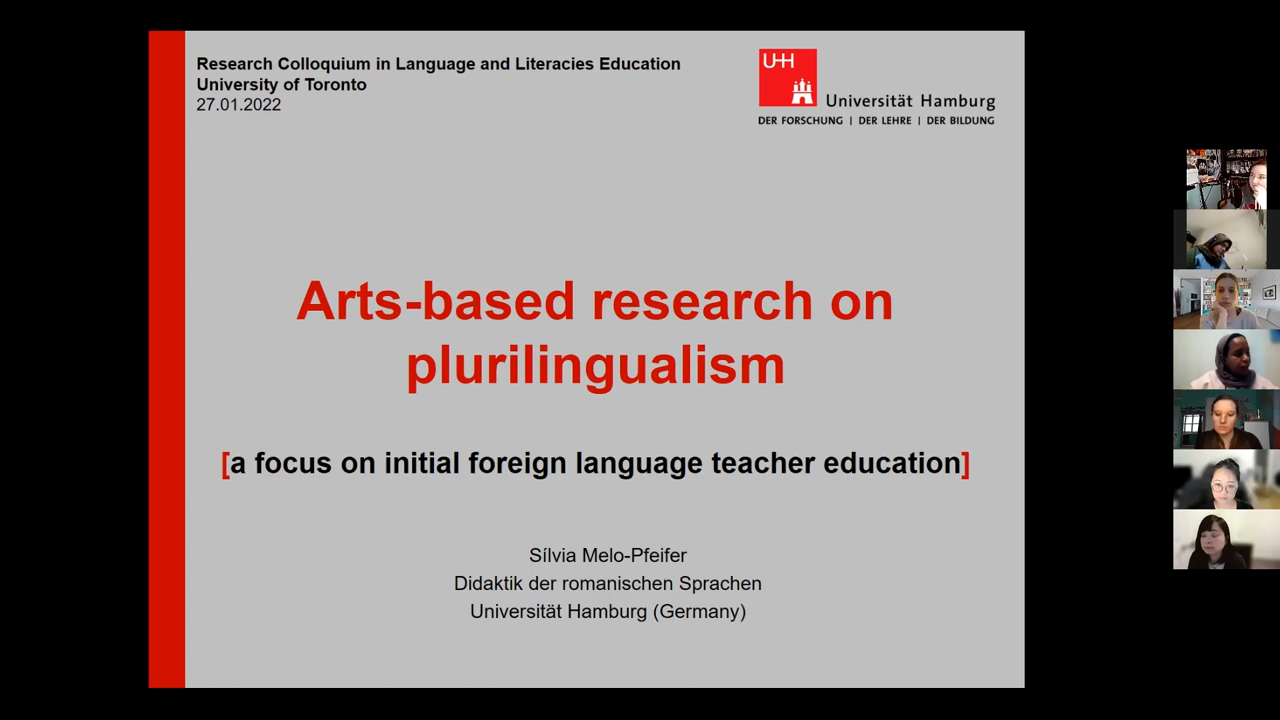 Research Colloquium in Language and Literacies Education
University of Toronto
27.01.2022
UHH
Universität Hamburg
DER FORSCHUNG | DER LEHRE | DER BILDUNG
Arts-based research on
plurilingualism
[a focus on initial foreign language teacher education]
Sílvia Melo-Pfeifer
Didaktik der romanischen Sprachen
Universität Hamburg (Germany)